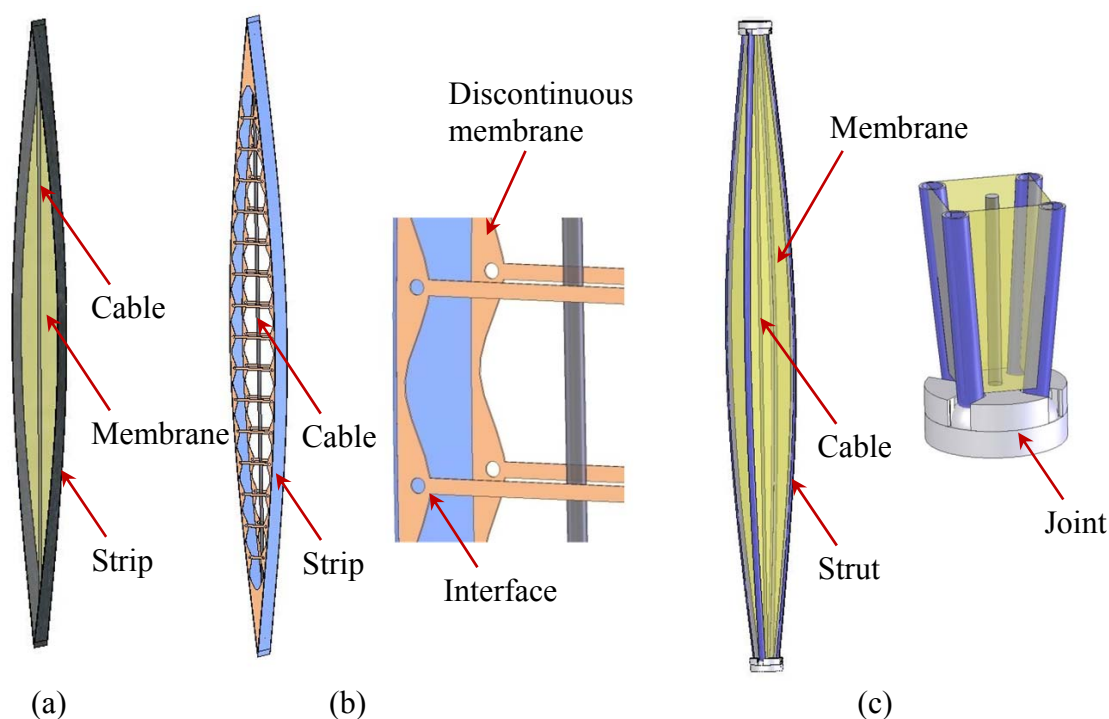 Cable
Membrane
Strip
(a)
Discontinuous
membrane
Cable
Strip
Interface
(b)
Membrane
Cable
Strut
Joint
(c)